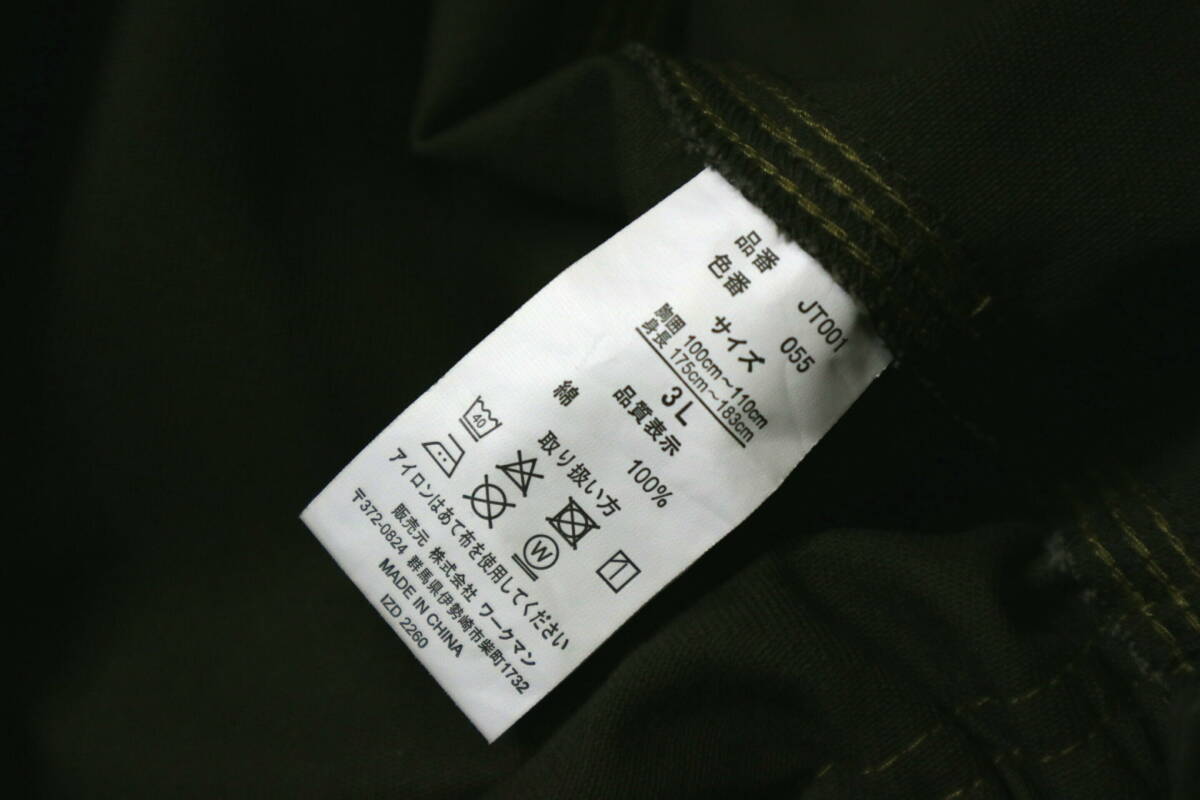 品番 JT001
色番 055
サイズ
胸囲 100cm～110cm
身長 175cm～183cm
3L
品質表示
綿 100%
取り扱い方
40
W
アイロンはあて布を使用してください
販売元 株式会社 ワークマン
〒372-0824 群馬県伊勢崎市柴町1732
MADE IN CHINA
IZD 2260